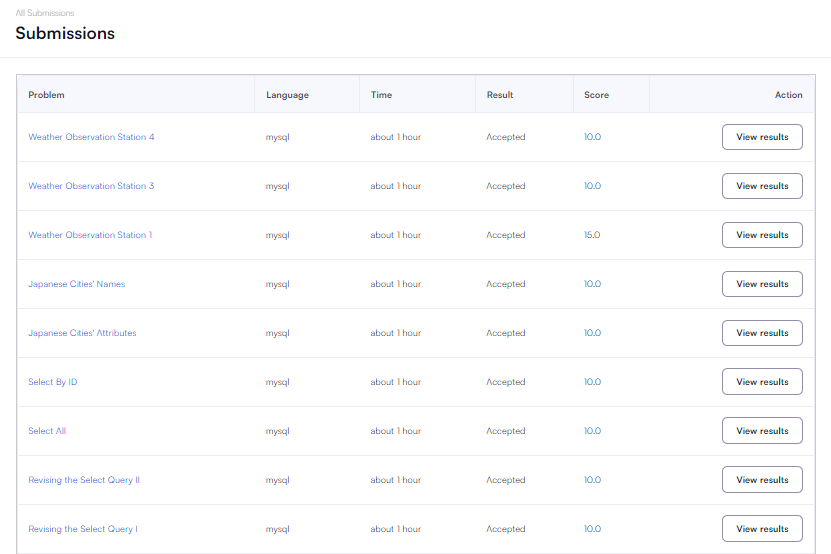 All Submissions
Submissions
Problem Language Time Result Score Action
Weather Observation Station 4 mysql about 1 hour Accepted 10.0 View results
Weather Observation Station 3 mysql about 1 hour Accepted 10.0 View results
Weather Observation Station 1 mysql about 1 hour Accepted 15.0 View results
Japanese Cities' Names mysql about 1 hour Accepted 10.0 View results
Japanese Cities' Attributes mysql about 1 hour Accepted 10.0 View results
Select By ID mysql about 1 hour Accepted 10.0 View results
Select All mysql about 1 hour Accepted 10.0 View results
Revising the Select Query II mysql about 1 hour Accepted 10.0 View results
Revising the Select Query I mysql about 1 hour Accepted 10.0 View results